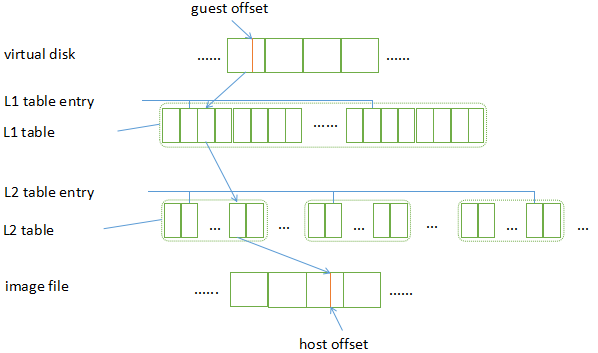 guest offset
virtual disk
...... ......
L1 table entry
L1 table
......
L2 table entry
L2 table
... ... ... ... ... ... ...
image file
...... ......
host offset